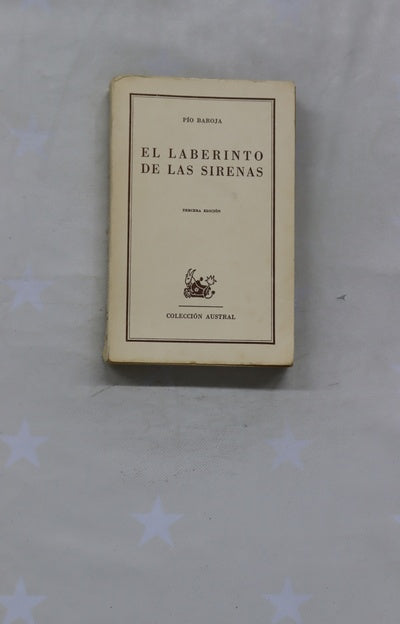 PÍO BAROJA
EL LABERINTO
DE LAS SIRENAS
TERCERA EDICIÓN
COLECCIÓN AUSTRAL